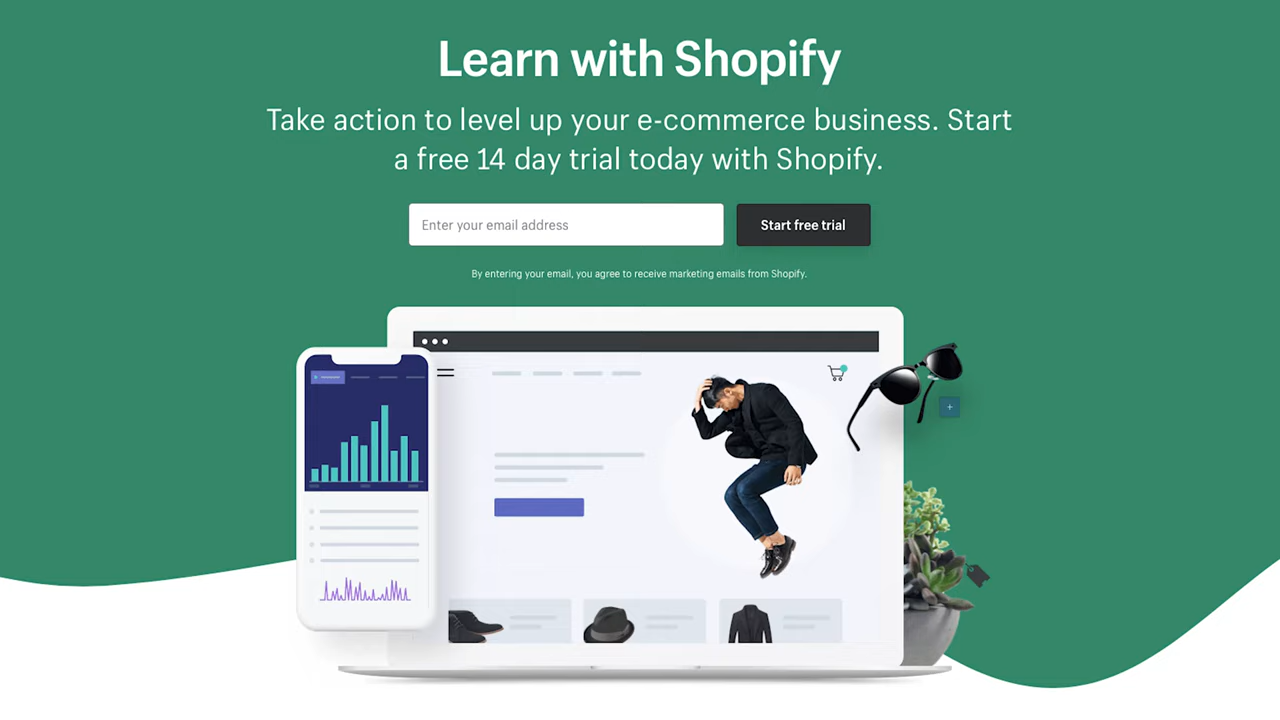 Learn with Shopify
Take action to level up your e-commerce business. Start
a free 14 day trial today with Shopify.
Enter your email address
Start free trial
By entering your email, you agree to receive marketing emails from Shopify.